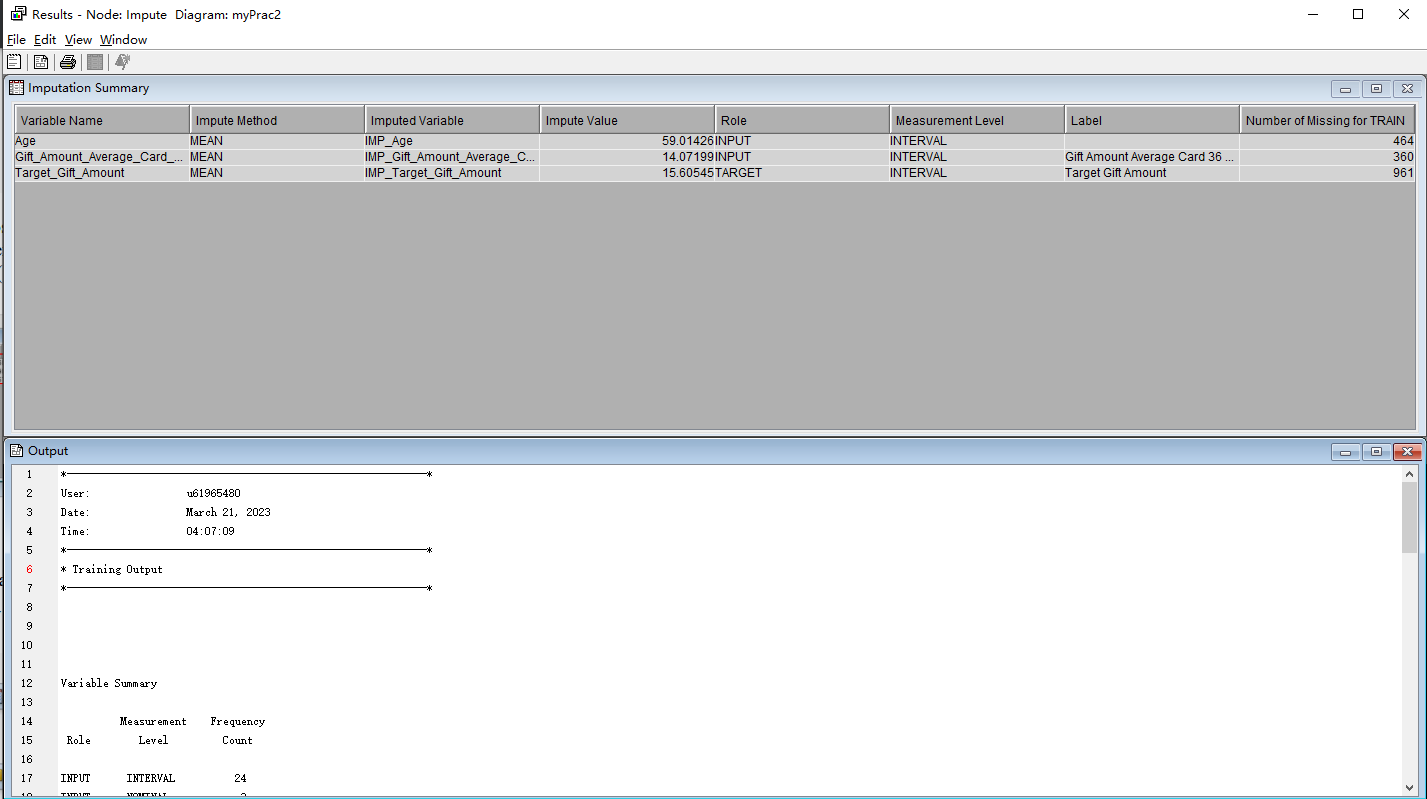 Results - Node: Impute  Diagram: myPrac2
File Edit View Window
Imputation Summary
Variable Name Impute Method Imputed Variable Impute Value Role Measurement Level Label Number of Missing for TRAIN
Age MEAN IMP_Age 59.01426 INPUT INTERVAL 464
Gift_Amount_Average_Card_... MEAN IMP_Gift_Amount_Average_C... 14.07199 INPUT INTERVAL Gift Amount Average Card 36 ... 360
Target_Gift_Amount MEAN IMP_Target_Gift_Amount 15.60545 TARGET INTERVAL Target Gift Amount 961
Output
1 *------------------------------------------------------------*
2 User: u61965480
3 Date: March 21, 2023
4 Time: 04:07:09
5 *------------------------------------------------------------*
6 * Training Output
7 *------------------------------------------------------------*
8
9
10
11
12 Variable Summary
13
14 Measurement Frequency
15 Role Level Count
16
17 INPUT INTERVAL 24
18 INPUT NOMINAL